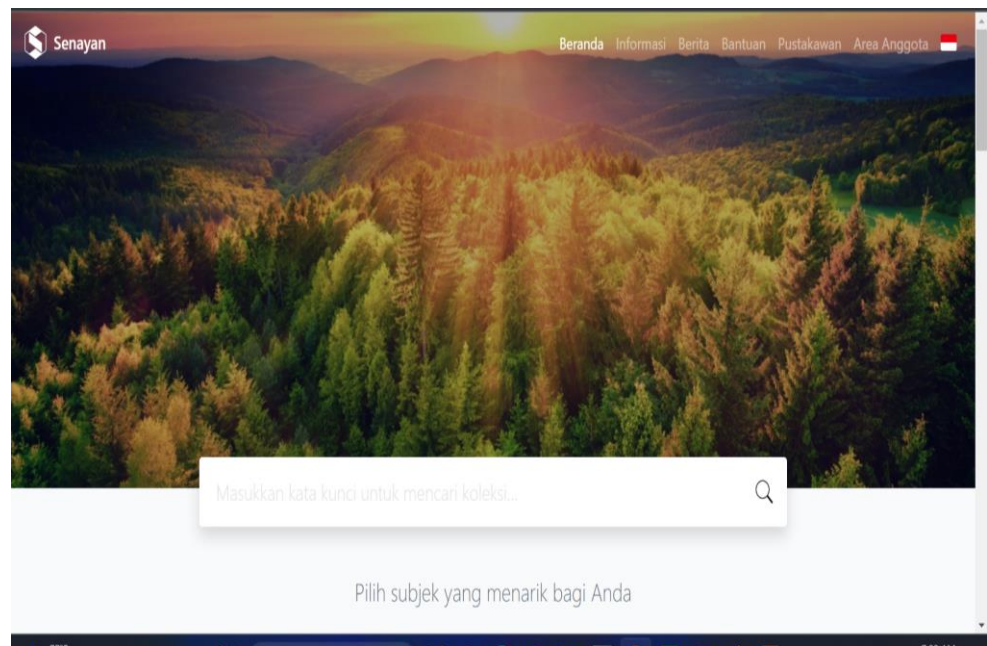 Senayan
Beranda Informasi Berita Bantuan Pustakawan Area Anggota
Masukkan kata kunci untuk mencari koleksi...
Pilih subjek yang menarik bagi Anda